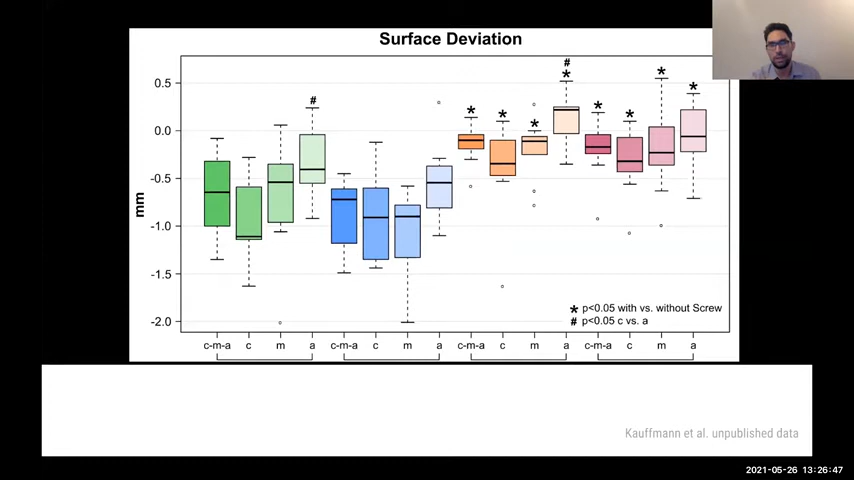 Surface Deviation
mm
0.5
0.0
-0.5
-1.0
-1.5
-2.0
#
*
*
*
#
*
*
*
*
*
* p<0.05 with vs. without Screw
# p<0.05 c vs. a
c-m-a c m a c-m-a c m a c-m-a c m a c-m-a c m a
Kauffmann et al. unpublished data
2021-05-26 13:26:47